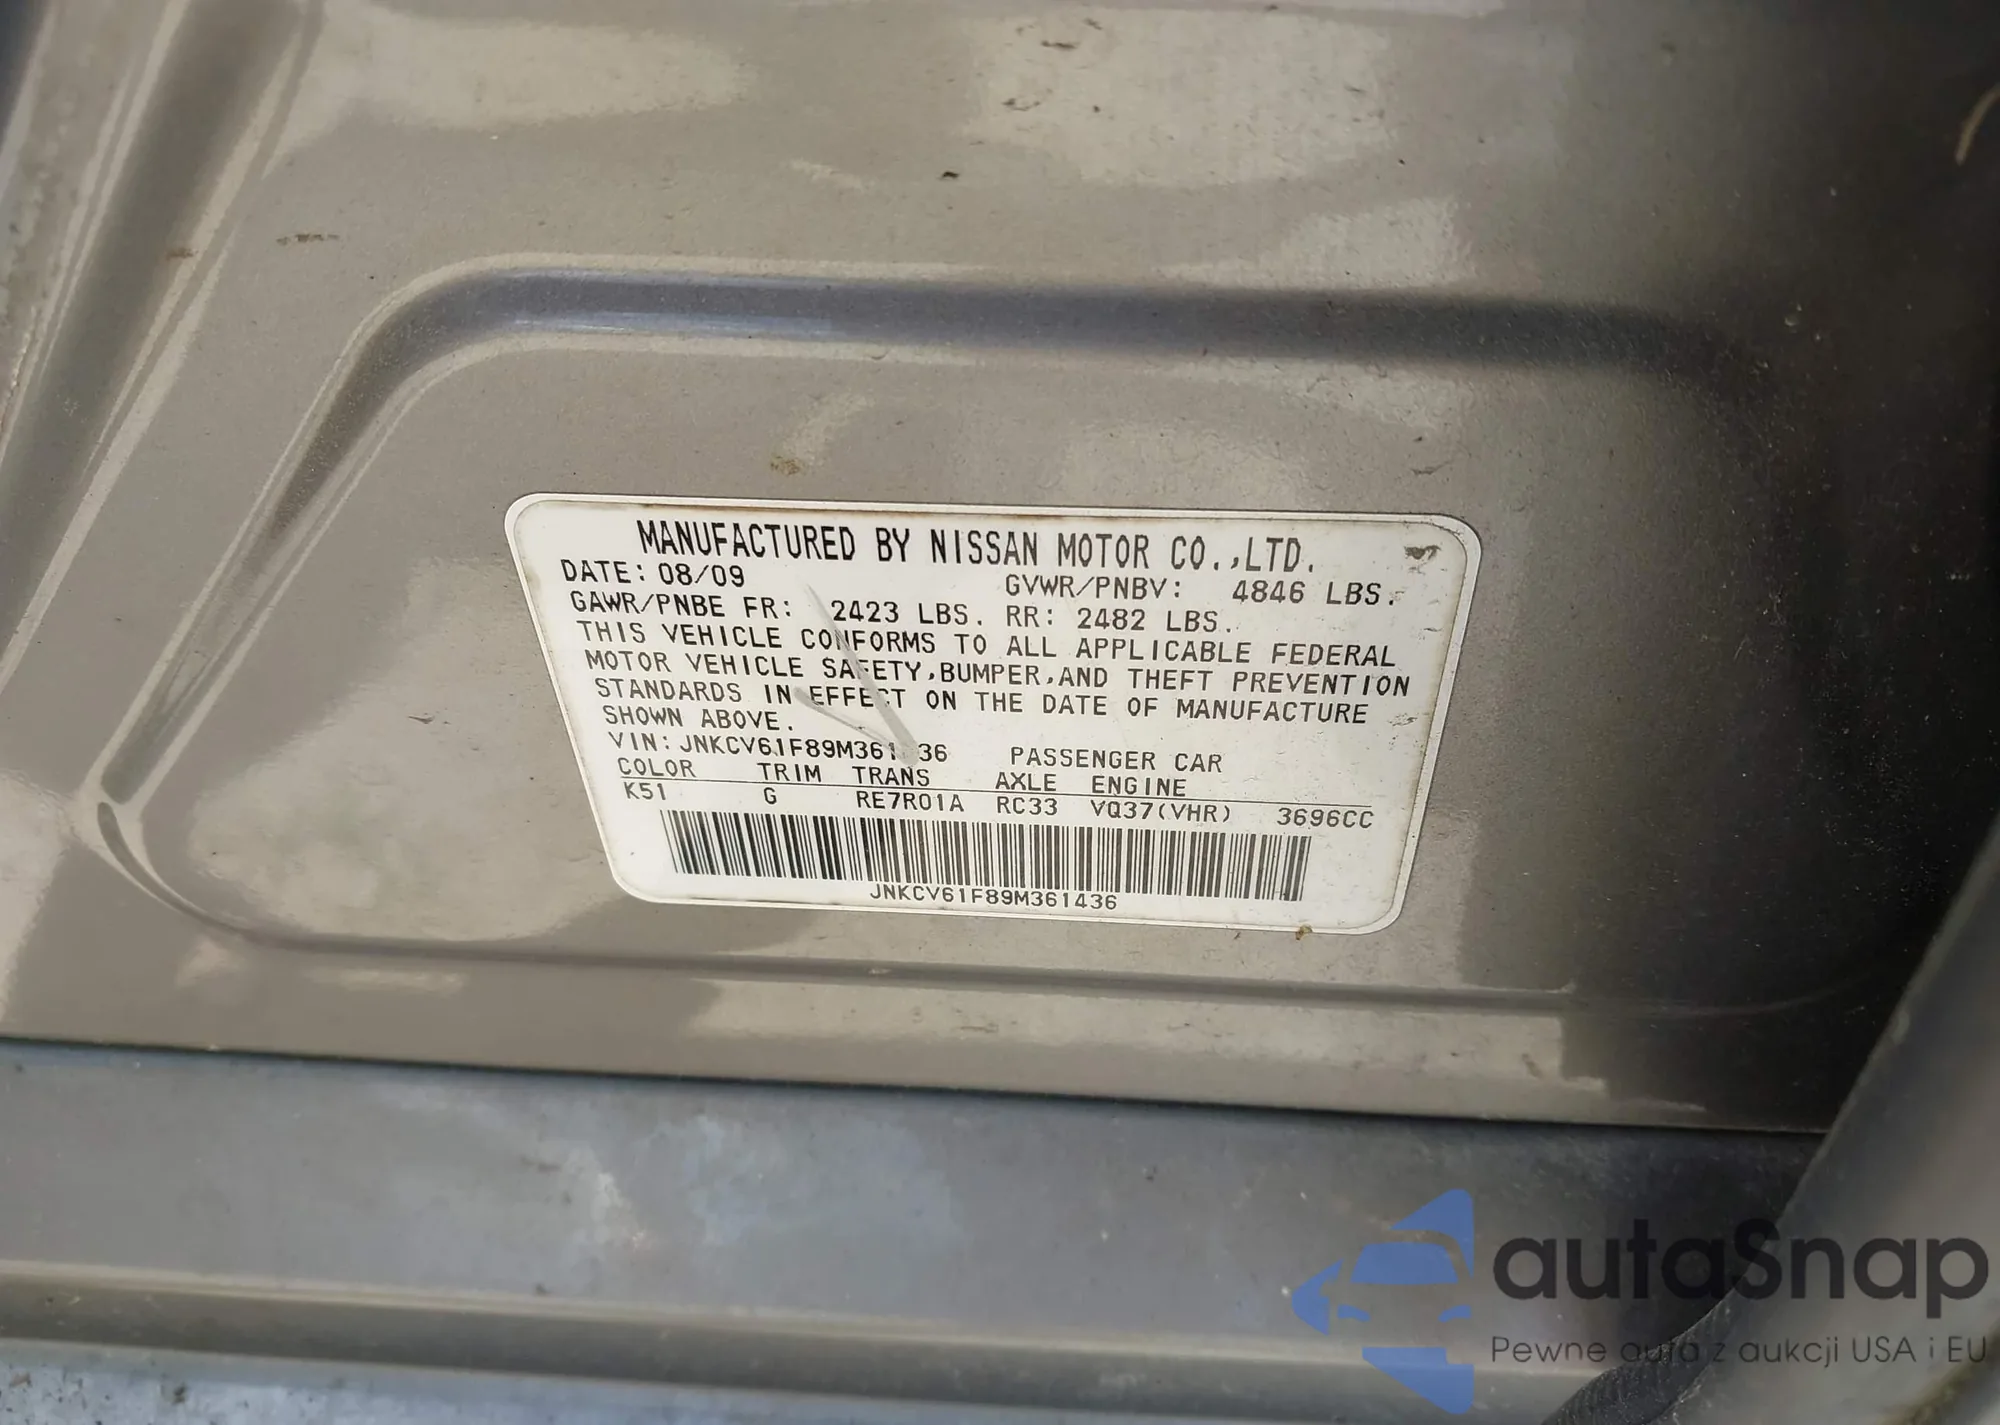 MANUFACTURED BY NISSAN MOTOR CO.,LTD.
DATE: 08/09 GVWR/PNBV: 4846 LBS.
GAWR/PNBE FR: 2423 LBS. RR: 2482 LBS.
THIS VEHICLE CONFORMS TO ALL APPLICABLE FEDERAL
MOTOR VEHICLE SAFETY,BUMPER,AND THEFT PREVENTION
STANDARDS IN EFFECT ON THE DATE OF MANUFACTURE
SHOWN ABOVE.
VIN: JNKCV61F89M361436 PASSENGER CAR
COLOR TRIM TRANS AXLE ENGINE
K51 G RE7R01A RC33 VQ37(VHR) 3696CC
JNKCV61F89M361436
autaSnap
Pewne auta z aukcji USA i EU